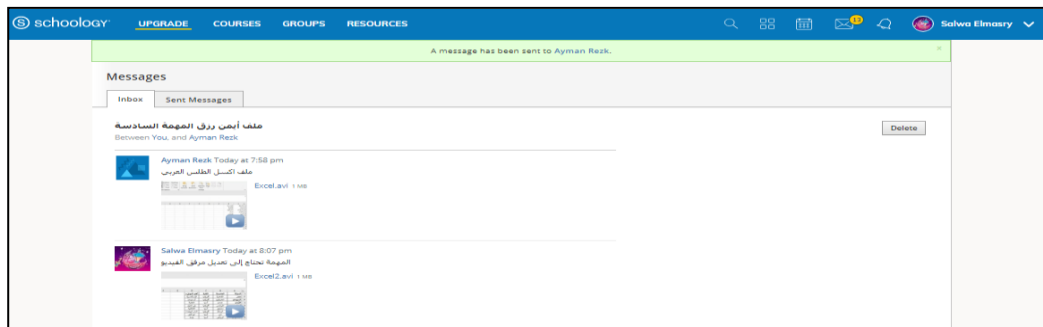 schoology UPGRADE COURSES GROUPS RESOURCES 13 Salwa Elmasry
A message has been sent to Ayman Rezk.
Messages
Inbox Sent Messages
ملف أيمن رزق المهمة السادسة
Delete
Between You, and Ayman Rezk
Ayman Rezk Today at 7:58 pm
ملف اكسل الطلس العربي
Excel.avi 1 MB
Salwa Elmasry Today at 8:07 pm
المهمة تحتاج إلى تعديل مرفق الفيديو
Excel2.avi 1 MB